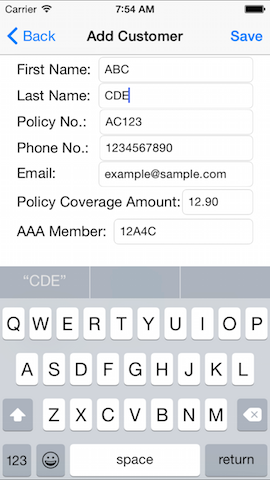 Carrier 7:54 AM
Back Add Customer Save
First Name: ABC
Last Name: CDE
Policy No.: AC123
Phone No.: 1234567890
Email: example@sample.com
Policy Coverage Amount: 12.90
AAA Member: 12A4C
“CDE”
Q W E R T Y U I O P
A S D F G H J K L
Z X C V B N M
123 space return